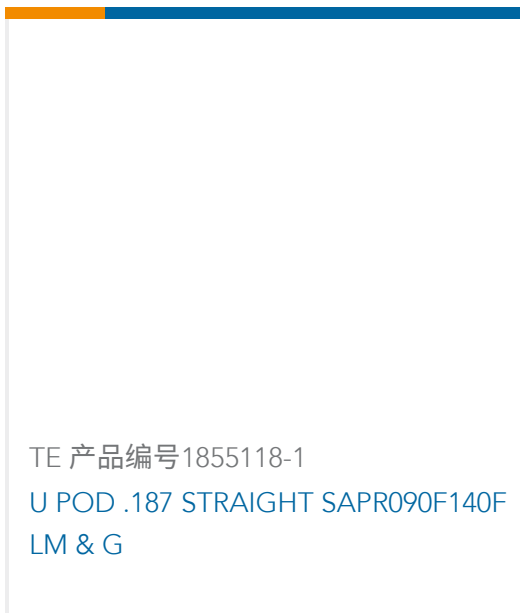 TE 产品编号1855118-1
U POD .187 STRAIGHT SAPR090F140F
LM & G